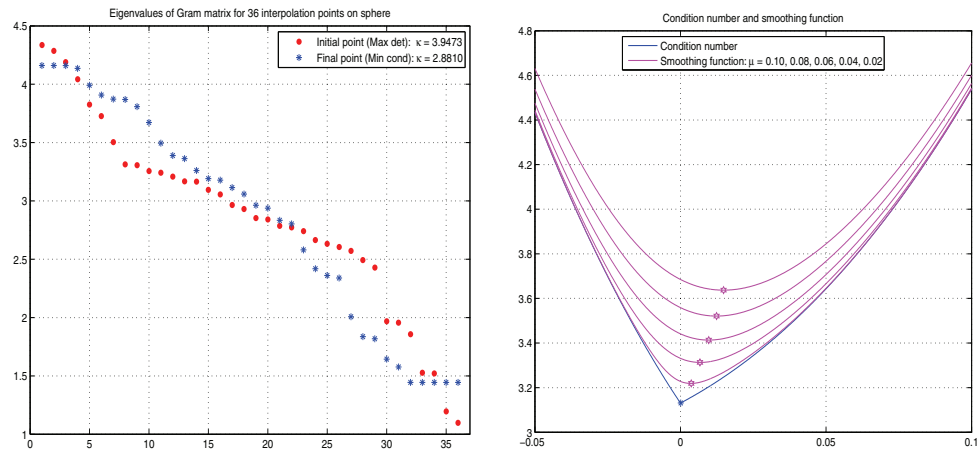 Eigenvalues of Gram matrix for 36 interpolation points on sphere
4.5
4
3.5
3
2.5
2
1.5
1
0 5 10 15 20 25 30 35
Initial point (Max det) : κ = 3.9473
Final point (Min cond) : κ = 2.8810
Condition number and smoothing function
4.8
4.6
4.4
4.2
4
3.8
3.6
3.4
3.2
3
−0.05 0 0.05 0.1
Condition number
Smoothing function: μ = 0.10, 0.08, 0.06, 0.04, 0.02